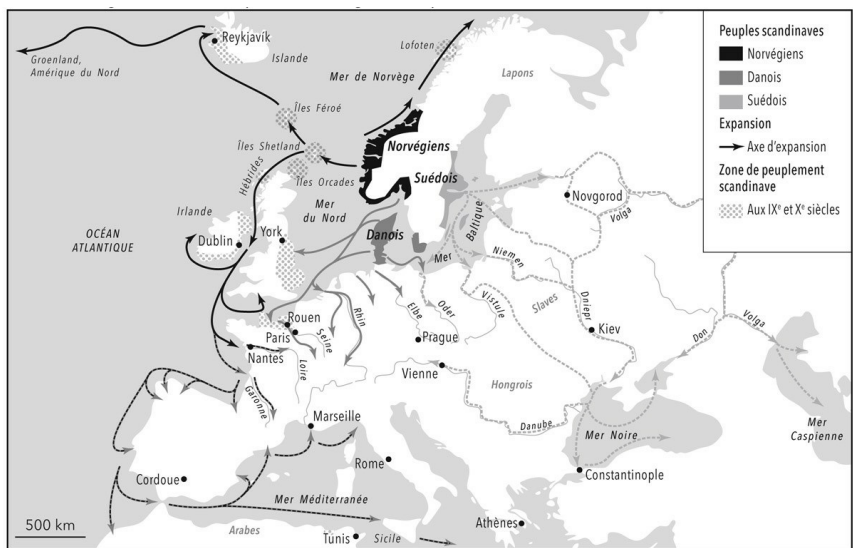 Reykjavík
Groenland,
Amérique du Nord
Islande
Lofoten
Mer de Norvège
Lapons
Îles Féroé
Îles Shetland
Norvégiens
Hébrides
Îles Orcades
Suédois
Novgorod
Mer
du Nord
Irlande
York
Baltique
Volga
OCÉAN
ATLANTIQUE
Dublin
Danois
Mer
Niemen
Slaves
Dniepr
Rouen
Rhin
Elbe
Oder
Vistule
Paris
Seine
Prague
Kiev
Don
Volga
Nantes
Loire
Vienne
Hongrois
Garonne
Marseille
Danube
Mer Noire
Mer
Caspienne
Rome
Constantinople
Cordoue
Mer Méditerranée
Athènes
500 km
Arabes
Tunis
Sicile
Peuples scandinaves
Norvégiens
Danois
Suédois
Expansion
Axe d'expansion
Zone de peuplement
scandinave
Aux IXe et Xe siècles